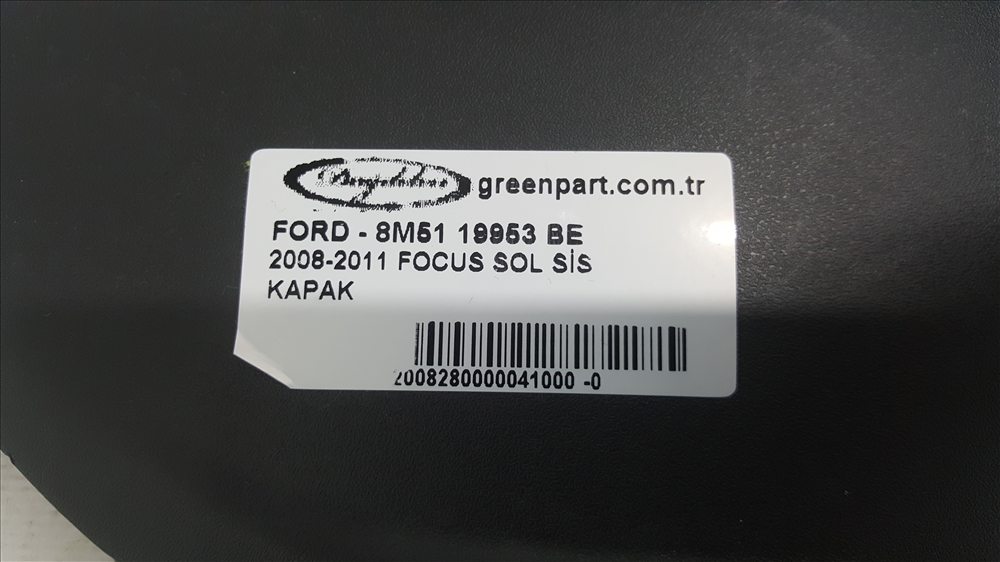 greenpart.com.tr
FORD - 8M51 19953 BE
2008-2011 FOCUS SOL SİS
KAPAK
2008280000041000 -0